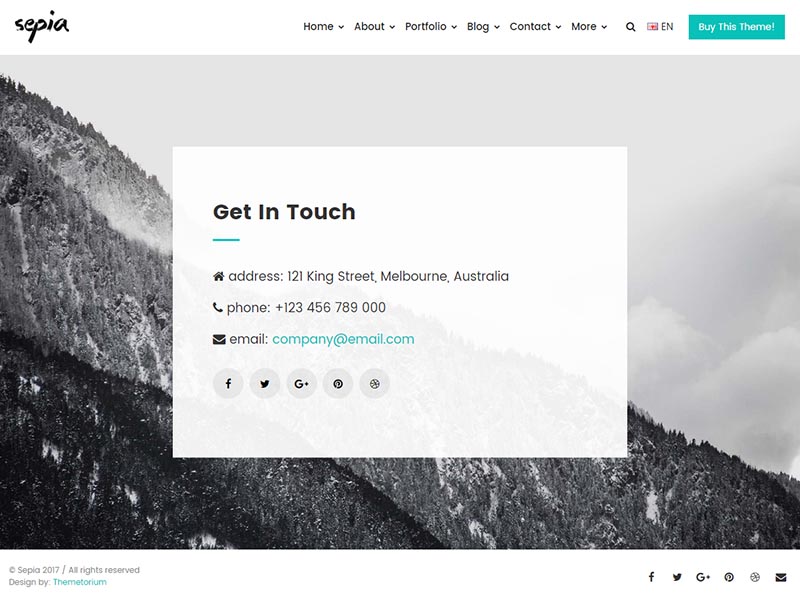 sepia
Home About Portfolio Blog Contact More EN Buy This Theme!
Get In Touch
address: 121 King Street, Melbourne, Australia
phone: +123 456 789 000
email: company@email.com
G+
© Sepia 2017 / All rights reserved
Design by: Themetorium
G+